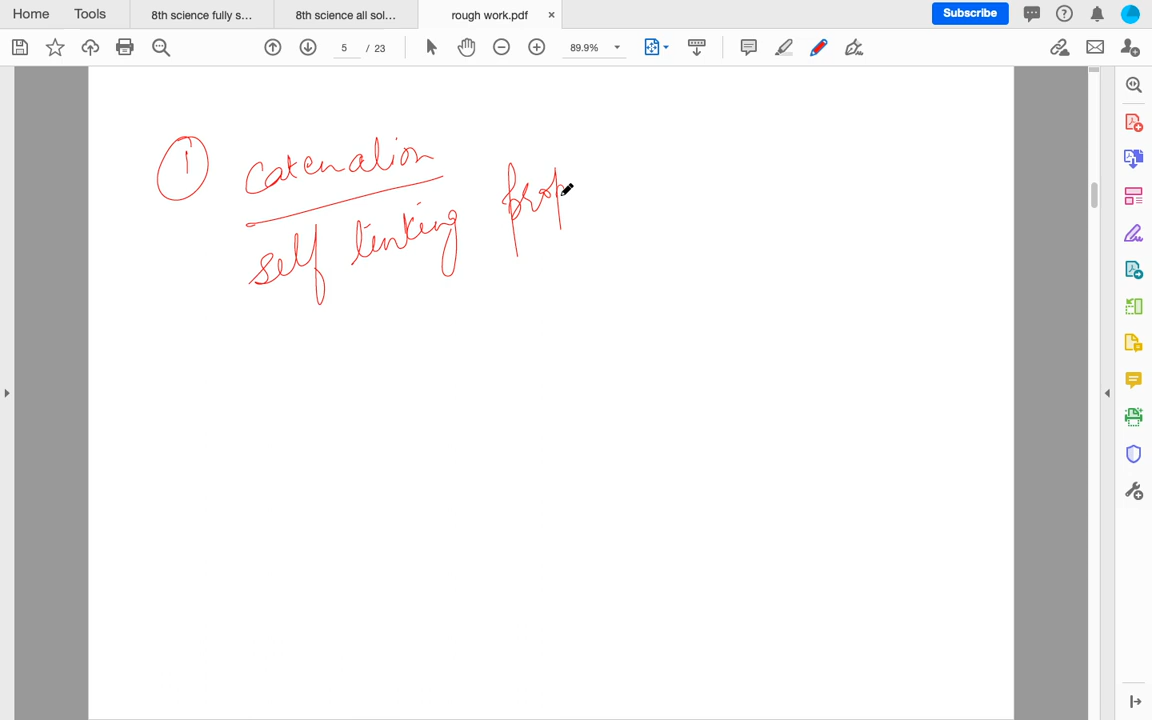 Home Tools 8th science fully s... 8th science all sol... rough work.pdf × Subscribe
5 / 23 89.9%
① Catenation
self linking prop